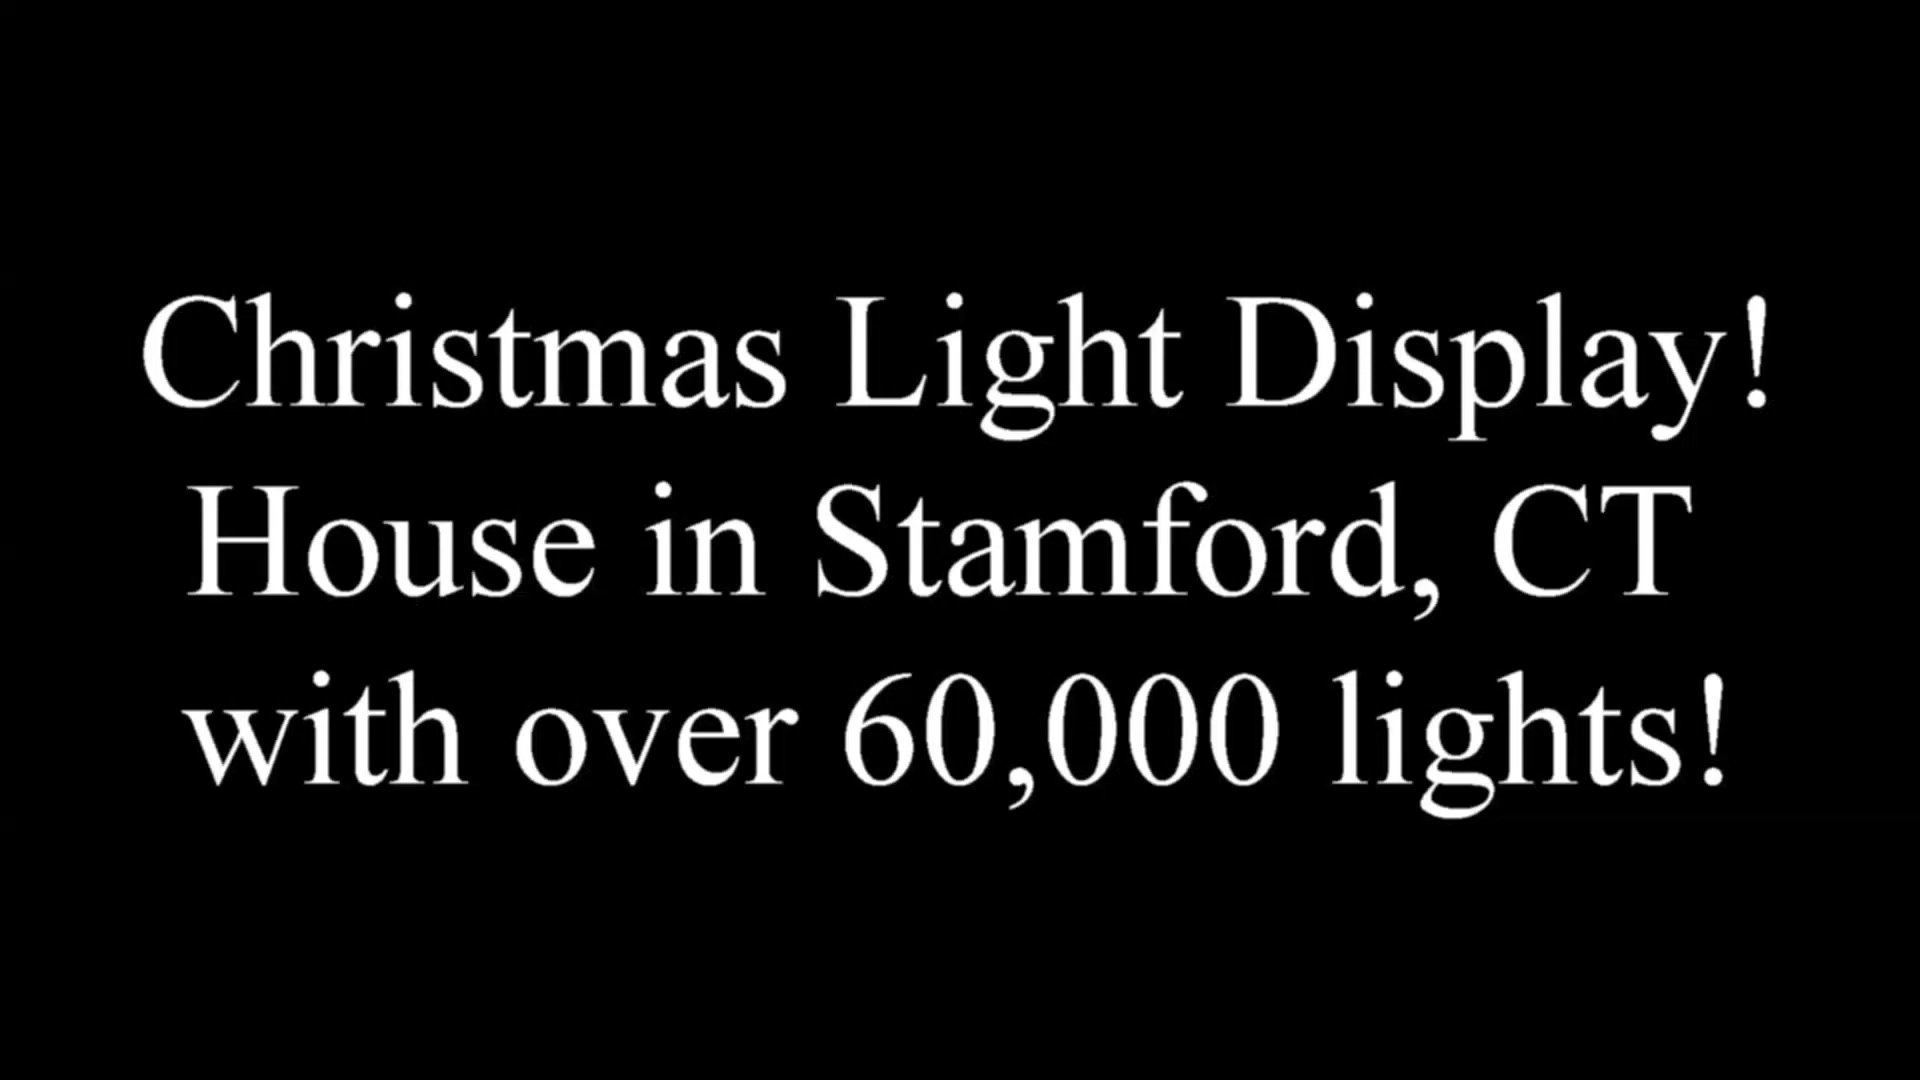 Christmas Light Display!
House in Stamford, CT
with over 60,000 lights!